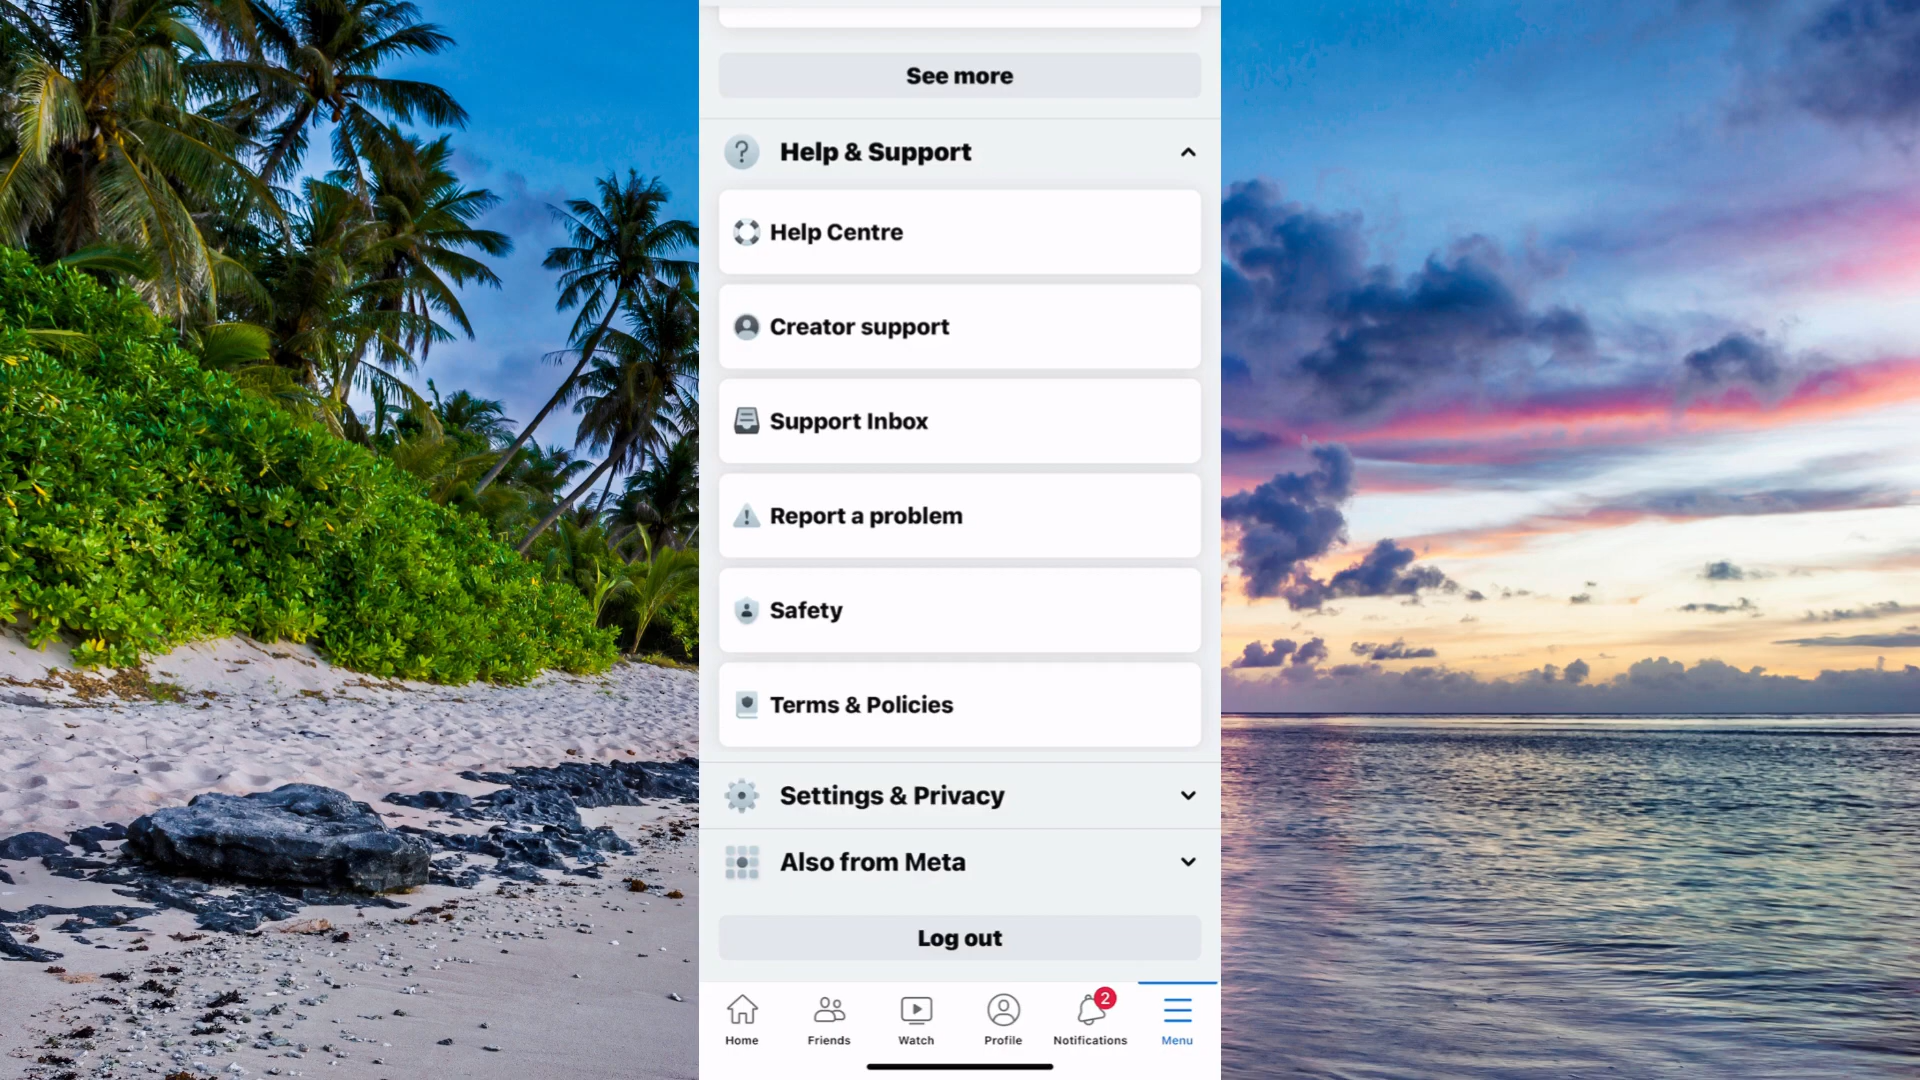 See more
Help & Support
Help Centre
Creator support
Support Inbox
Report a problem
Safety
Terms & Policies
Settings & Privacy
Also from Meta
Log out
2
Home Friends Watch Profile Notifications Menu